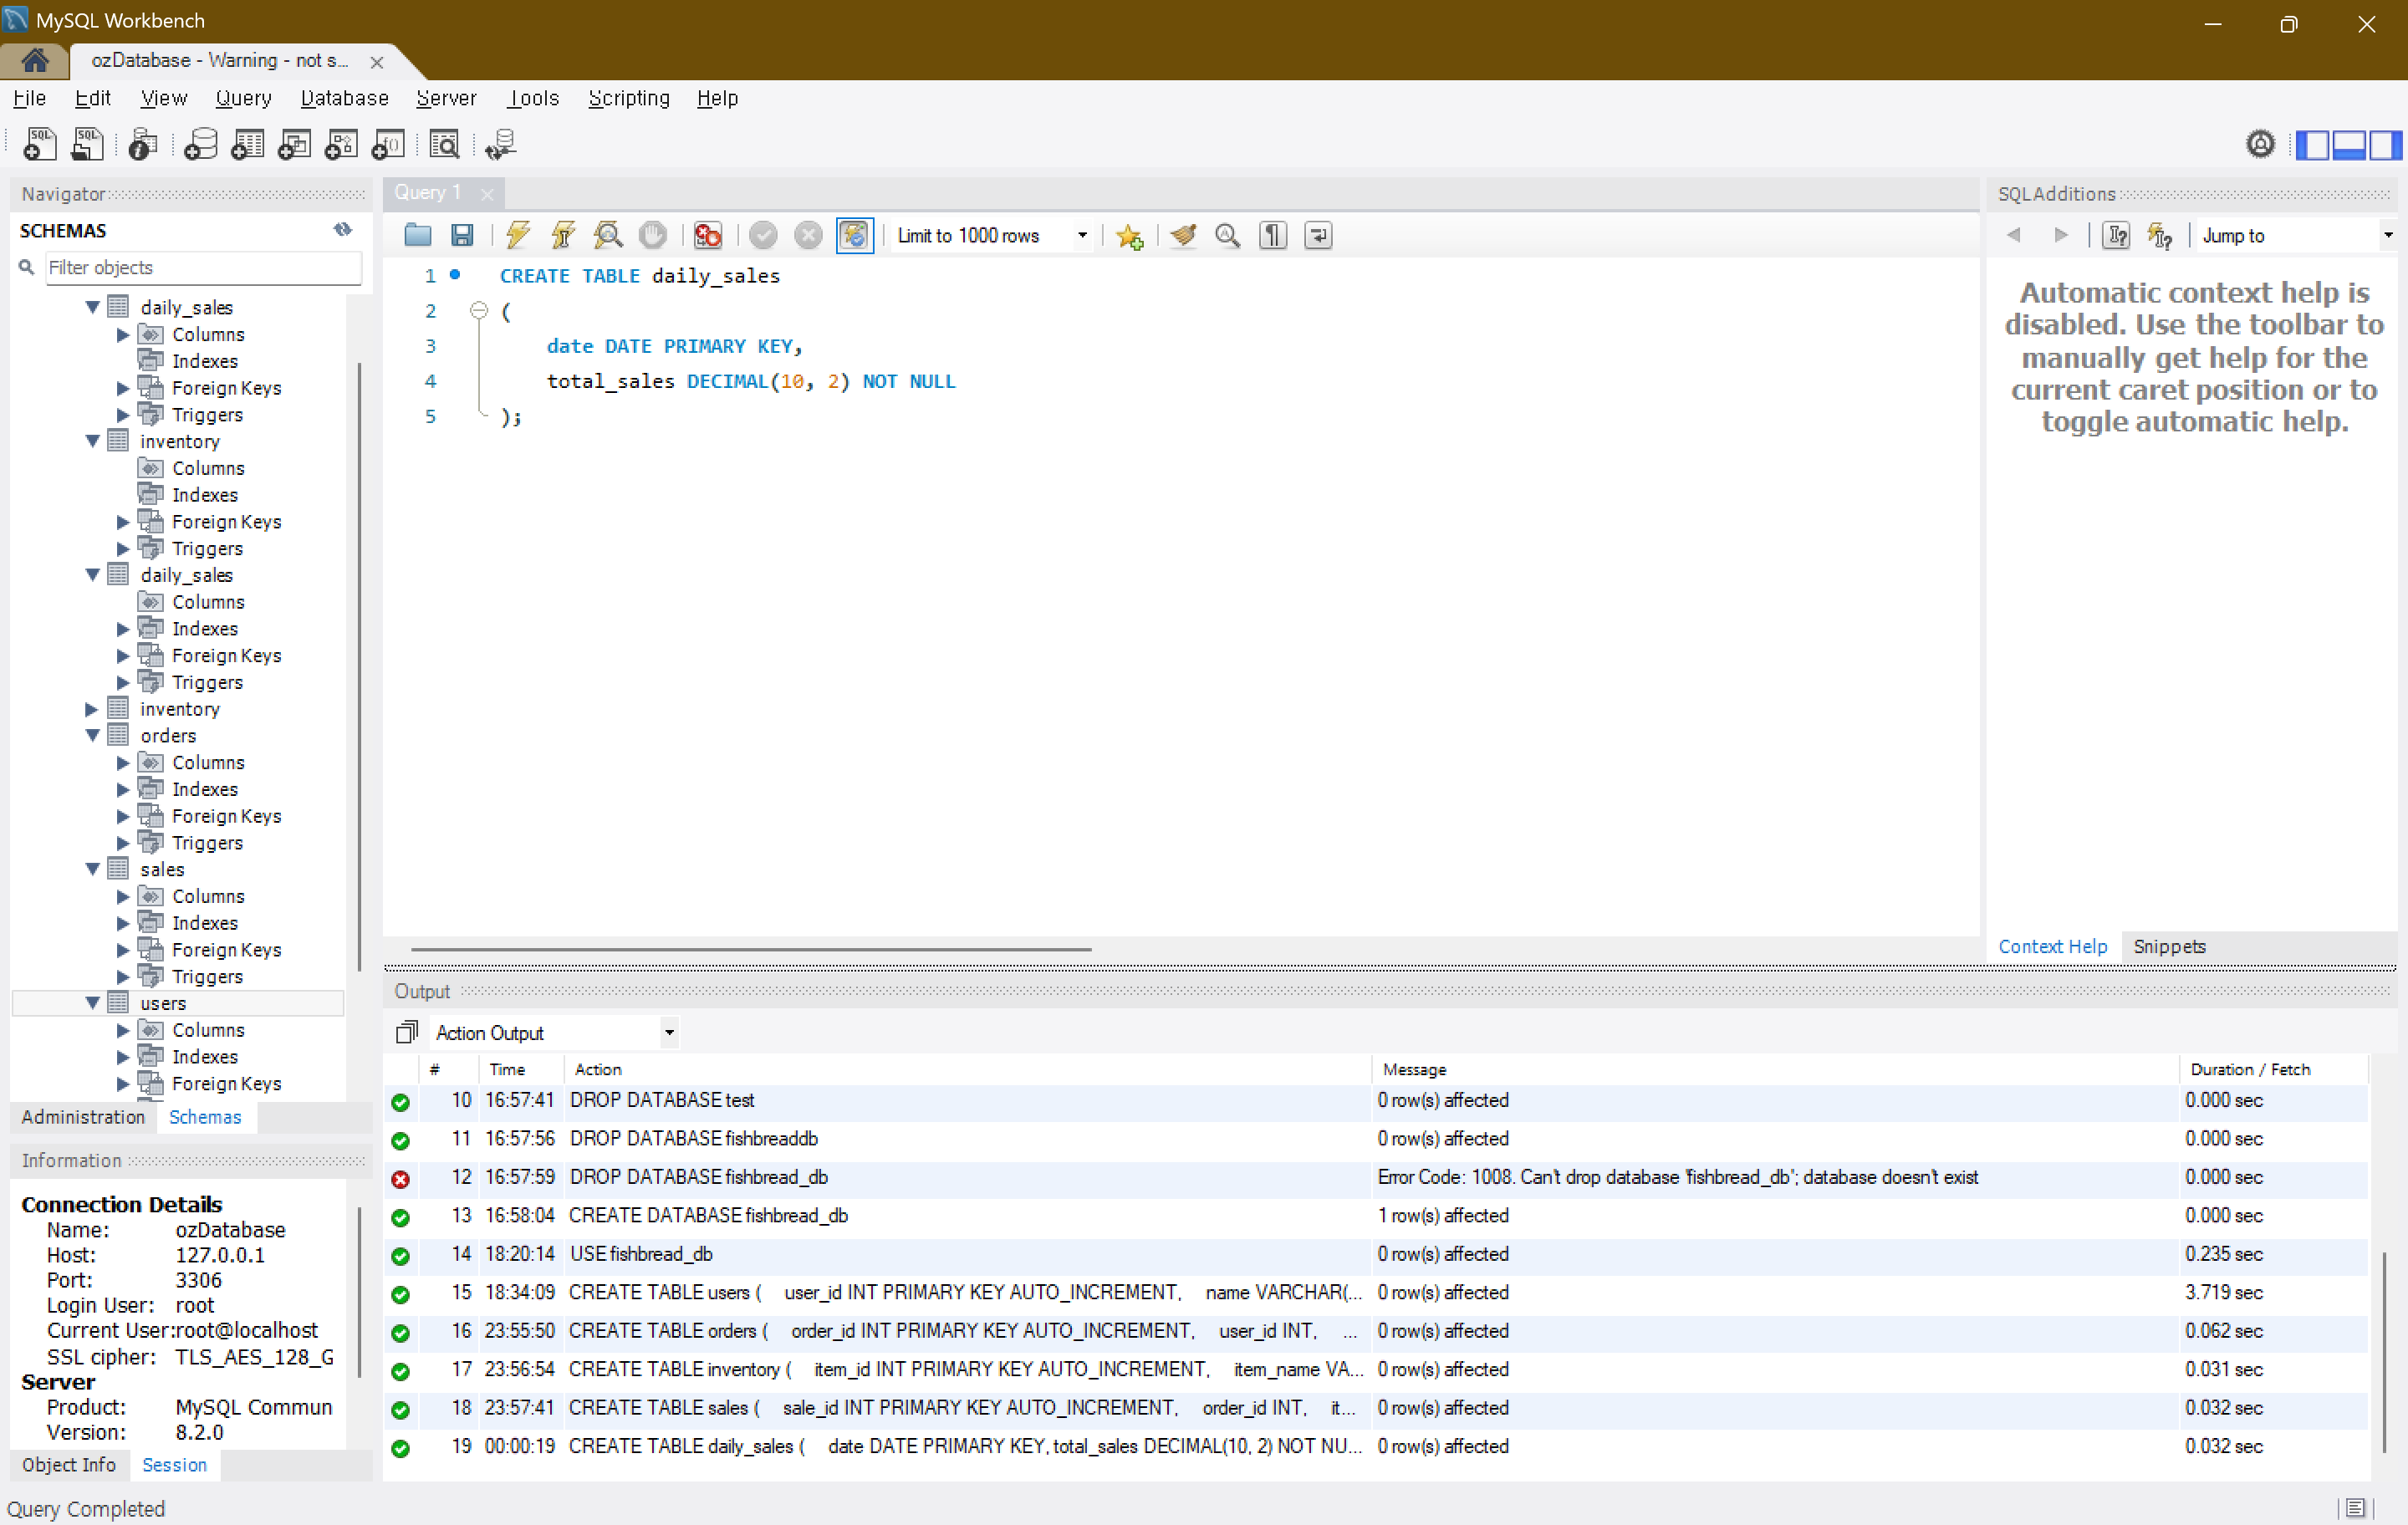 MySQL Workbench
ozDatabase - Warning - not s...
File Edit View Query Database Server Tools Scripting Help
Navigator
SCHEMAS
Filter objects
daily_sales
Columns
Indexes
Foreign Keys
Triggers
inventory
Columns
Indexes
Foreign Keys
Triggers
daily_sales
Columns
Indexes
Foreign Keys
Triggers
inventory
orders
Columns
Indexes
Foreign Keys
Triggers
sales
Columns
Indexes
Foreign Keys
Triggers
users
Columns
Indexes
Foreign Keys
Administration Schemas
Information
Connection Details
Name: ozDatabase
Host: 127.0.0.1
Port: 3306
Login User: root
Current User: root@localhost
SSL cipher: TLS_AES_128_G
Server
Product: MySQL Commun
Version: 8.2.0
Object Info Session
Query Completed
Query 1
Limit to 1000 rows
1 CREATE TABLE daily_sales
2 (
3 date DATE PRIMARY KEY,
4 total_sales DECIMAL(10, 2) NOT NULL
5 );
SQLAdditions
Jump to
Automatic context help is
disabled. Use the toolbar to
manually get help for the
current caret position or to
toggle automatic help.
Context Help Snippets
Output
Action Output
# Time Action Message Duration / Fetch
10 16:57:41 DROP DATABASE test 0 row(s) affected 0.000 sec
11 16:57:56 DROP DATABASE fishbreaddb 0 row(s) affected 0.000 sec
12 16:57:59 DROP DATABASE fishbread_db Error Code: 1008. Can't drop database 'fishbread_db'; database doesn't exist 0.000 sec
13 16:58:04 CREATE DATABASE fishbread_db 1 row(s) affected 0.000 sec
14 18:20:14 USE fishbread_db 0 row(s) affected 0.235 sec
15 18:34:09 CREATE TABLE users ( user_id INT PRIMARY KEY AUTO_INCREMENT, name VARCHAR(... 0 row(s) affected 3.719 sec
16 23:55:50 CREATE TABLE orders ( order_id INT PRIMARY KEY AUTO_INCREMENT, user_id INT, ... 0 row(s) affected 0.062 sec
17 23:56:54 CREATE TABLE inventory ( item_id INT PRIMARY KEY AUTO_INCREMENT, item_name VA... 0 row(s) affected 0.031 sec
18 23:57:41 CREATE TABLE sales ( sale_id INT PRIMARY KEY AUTO_INCREMENT, order_id INT, it... 0 row(s) affected 0.032 sec
19 00:00:19 CREATE TABLE daily_sales ( date DATE PRIMARY KEY, total_sales DECIMAL(10, 2) NOT NU... 0 row(s) affected 0.032 sec